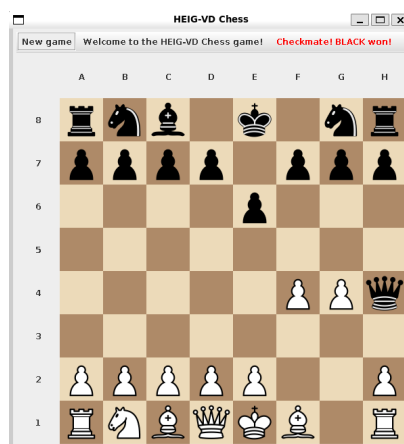 HEIG-VD Chess
New game Welcome to the HEIG-VD Chess game! Checkmate! BLACK won!
A B C D E F G H
8
7
6
5
4
3
2
1